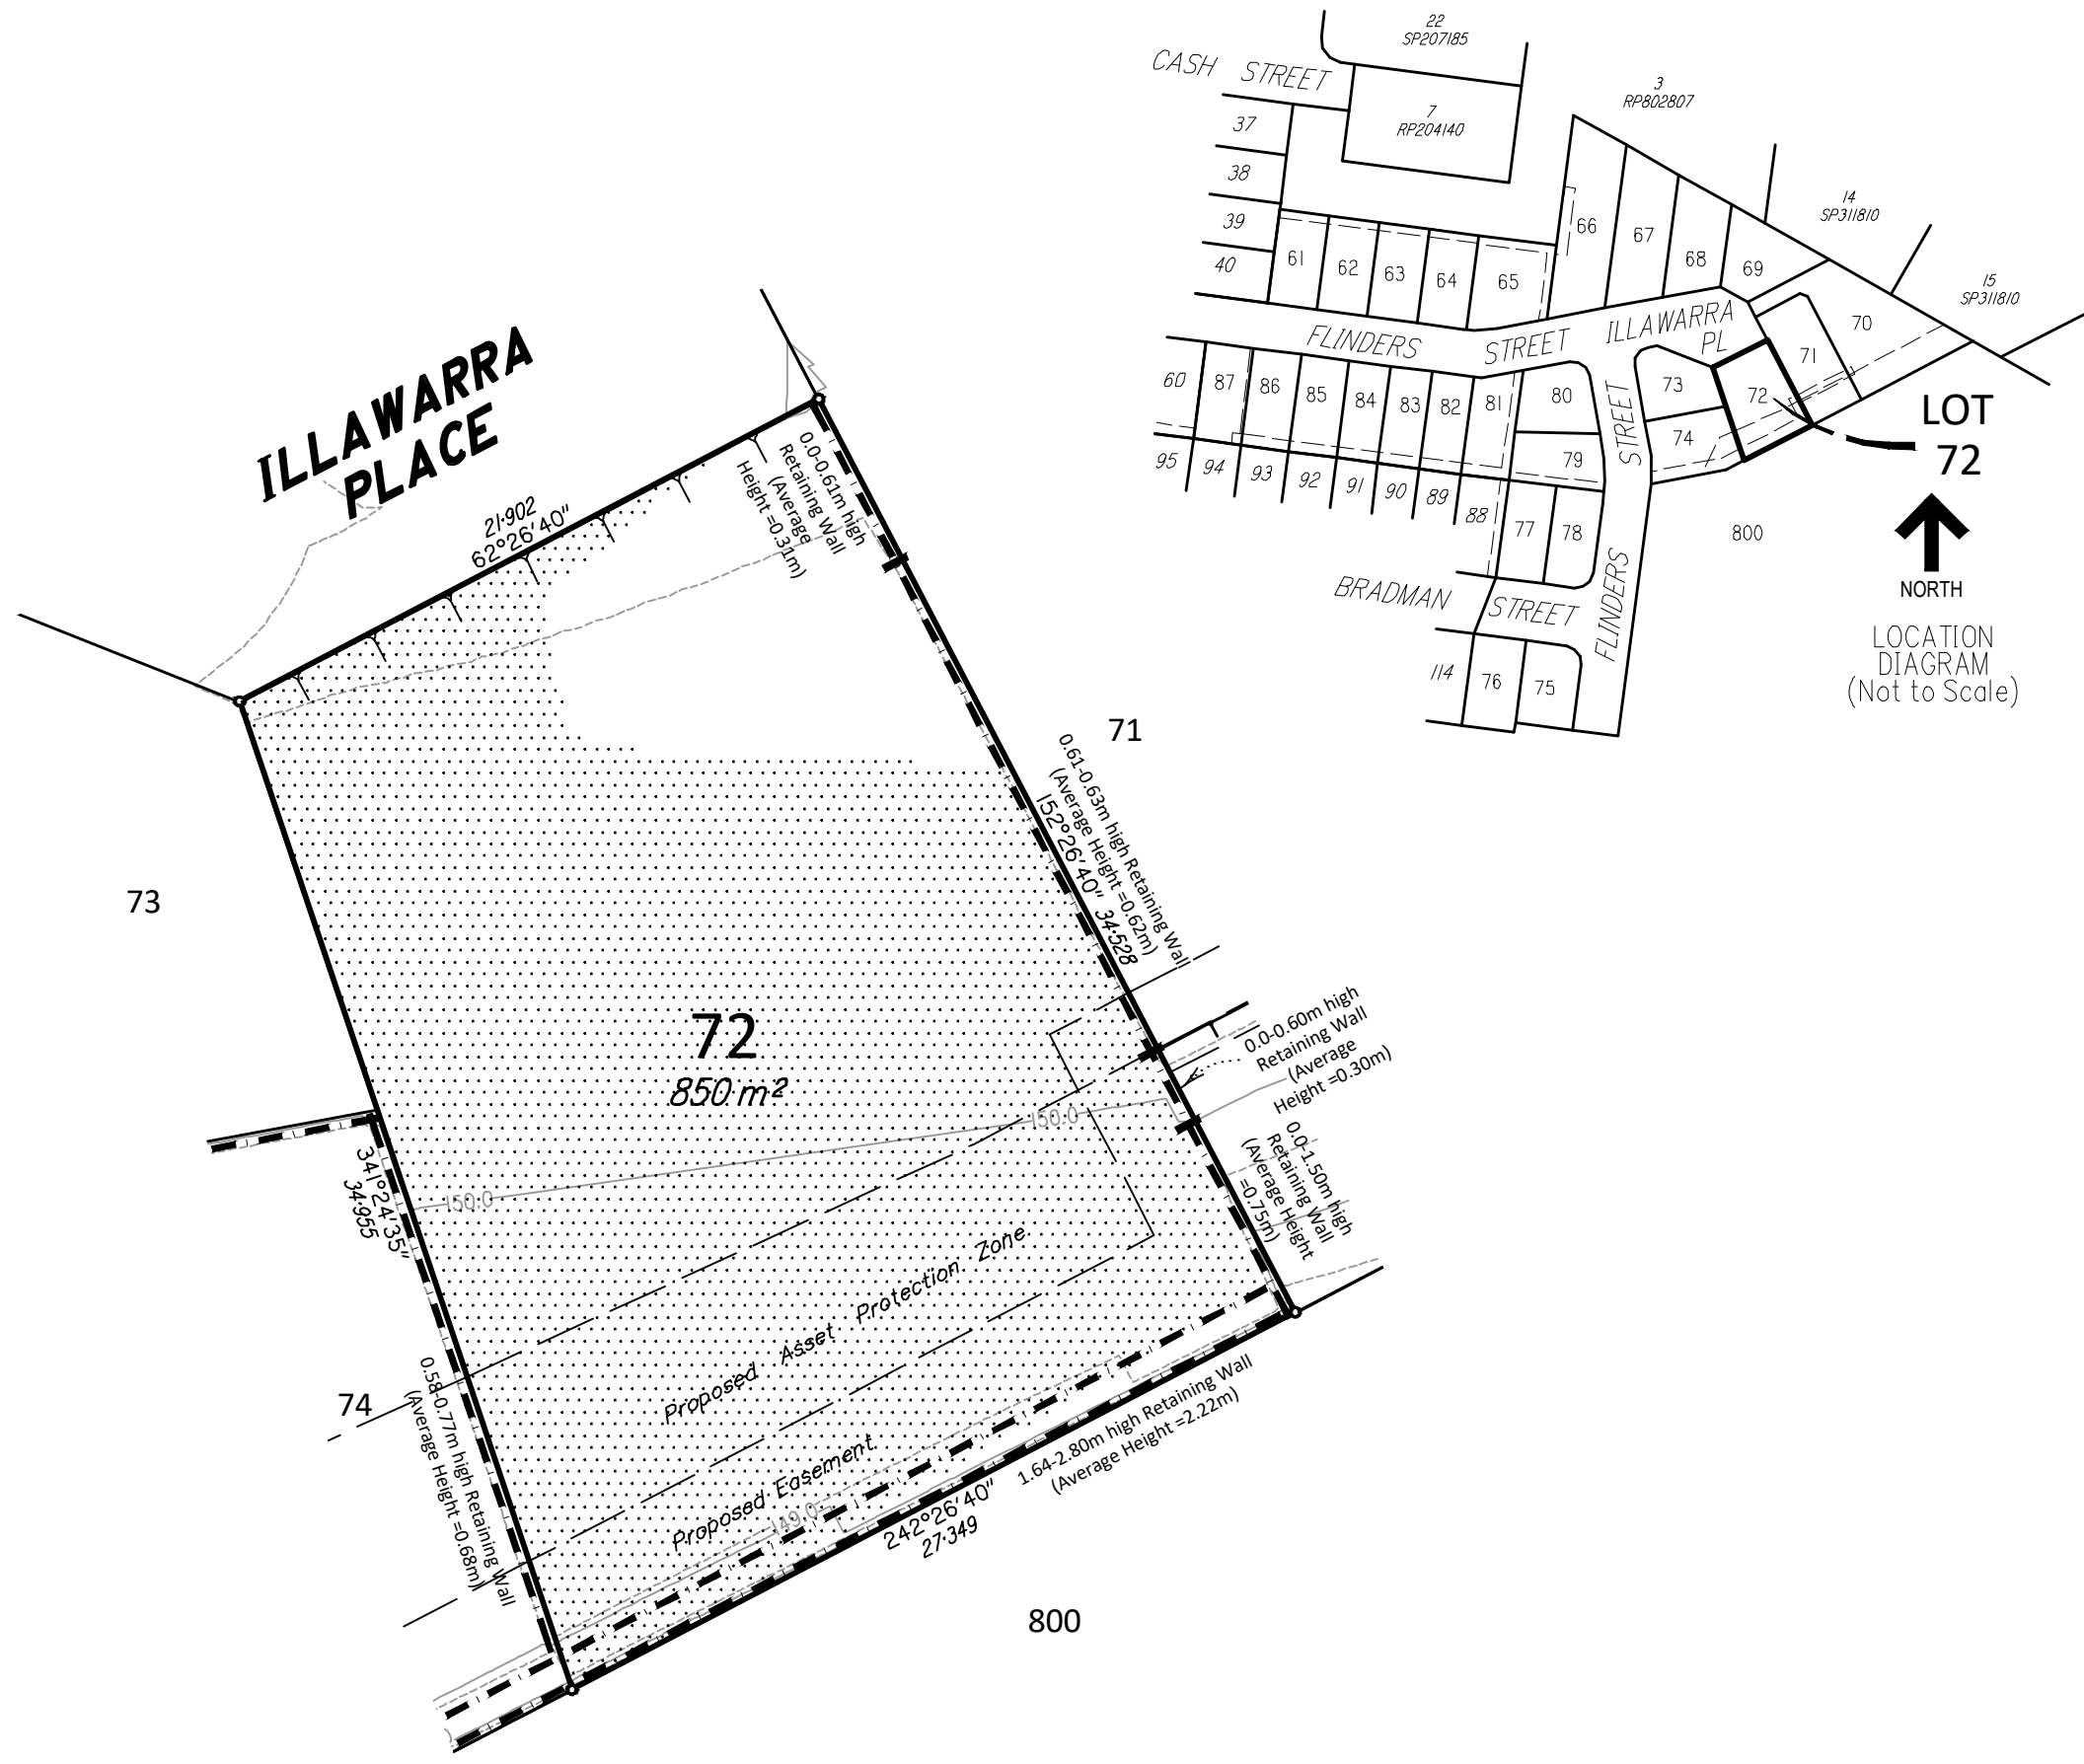 22
SP207185
CASH STREET
3
RP802807
7
RP204140
37
38
39
40
14
SP311810
15
SP311810
61
62
63
64
65
66
67
68
69
70
71
72
73
74
FLINDERS STREET
ILLAWARRA
PL
60
87
86
85
84
83
82
81
80
79
95
94
93
92
91
90
89
88
77
78
FLINDERS STREET
BRADMAN STREET
114
76
75
800
LOT
72
NORTH
LOCATION
DIAGRAM
(Not to Scale)
ILLAWARRA
PLACE
21·902
62°26'40"
0.0-0.61m high
Retaining Wall
(Average
Height =0.31m)
71
0.61-0.63m high Retaining Wall
(Average Height =0.62m)
152°26'40" 34·528
73
72
850 m²
0.0-0.60m high
Retaining Wall
(Average
Height =0.30m)
150.0
150.0
0.0-1.50m high
Retaining Wall
(Average Height
=0.75m)
341°24'35"
34·955
Proposed Asset Protection Zone
74
0.58-0.77m high Retaining Wall
(Average Height =0.68m)
Proposed Easement
149.0
1.64-2.80m high Retaining Wall
(Average Height =2.22m)
242°26'40"
27·349
800